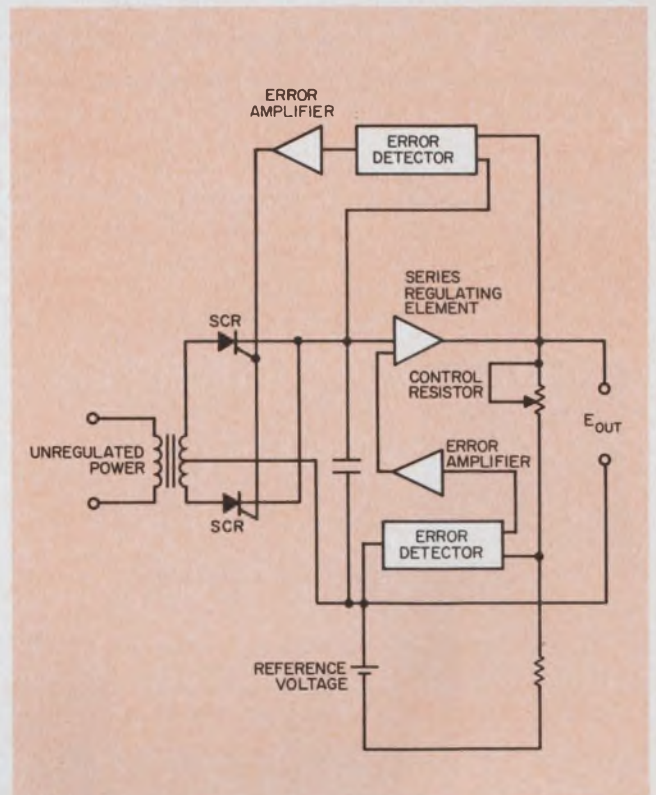 ERROR
AMPLIFIER
ERROR
DETECTOR
SERIES
REGULATING
ELEMENT
SCR
CONTROL
RESISTOR
E OUT
UNREGULATED
POWER
ERROR
AMPLIFIER
SCR
ERROR
DETECTOR
REFERENCE
VOLTAGE